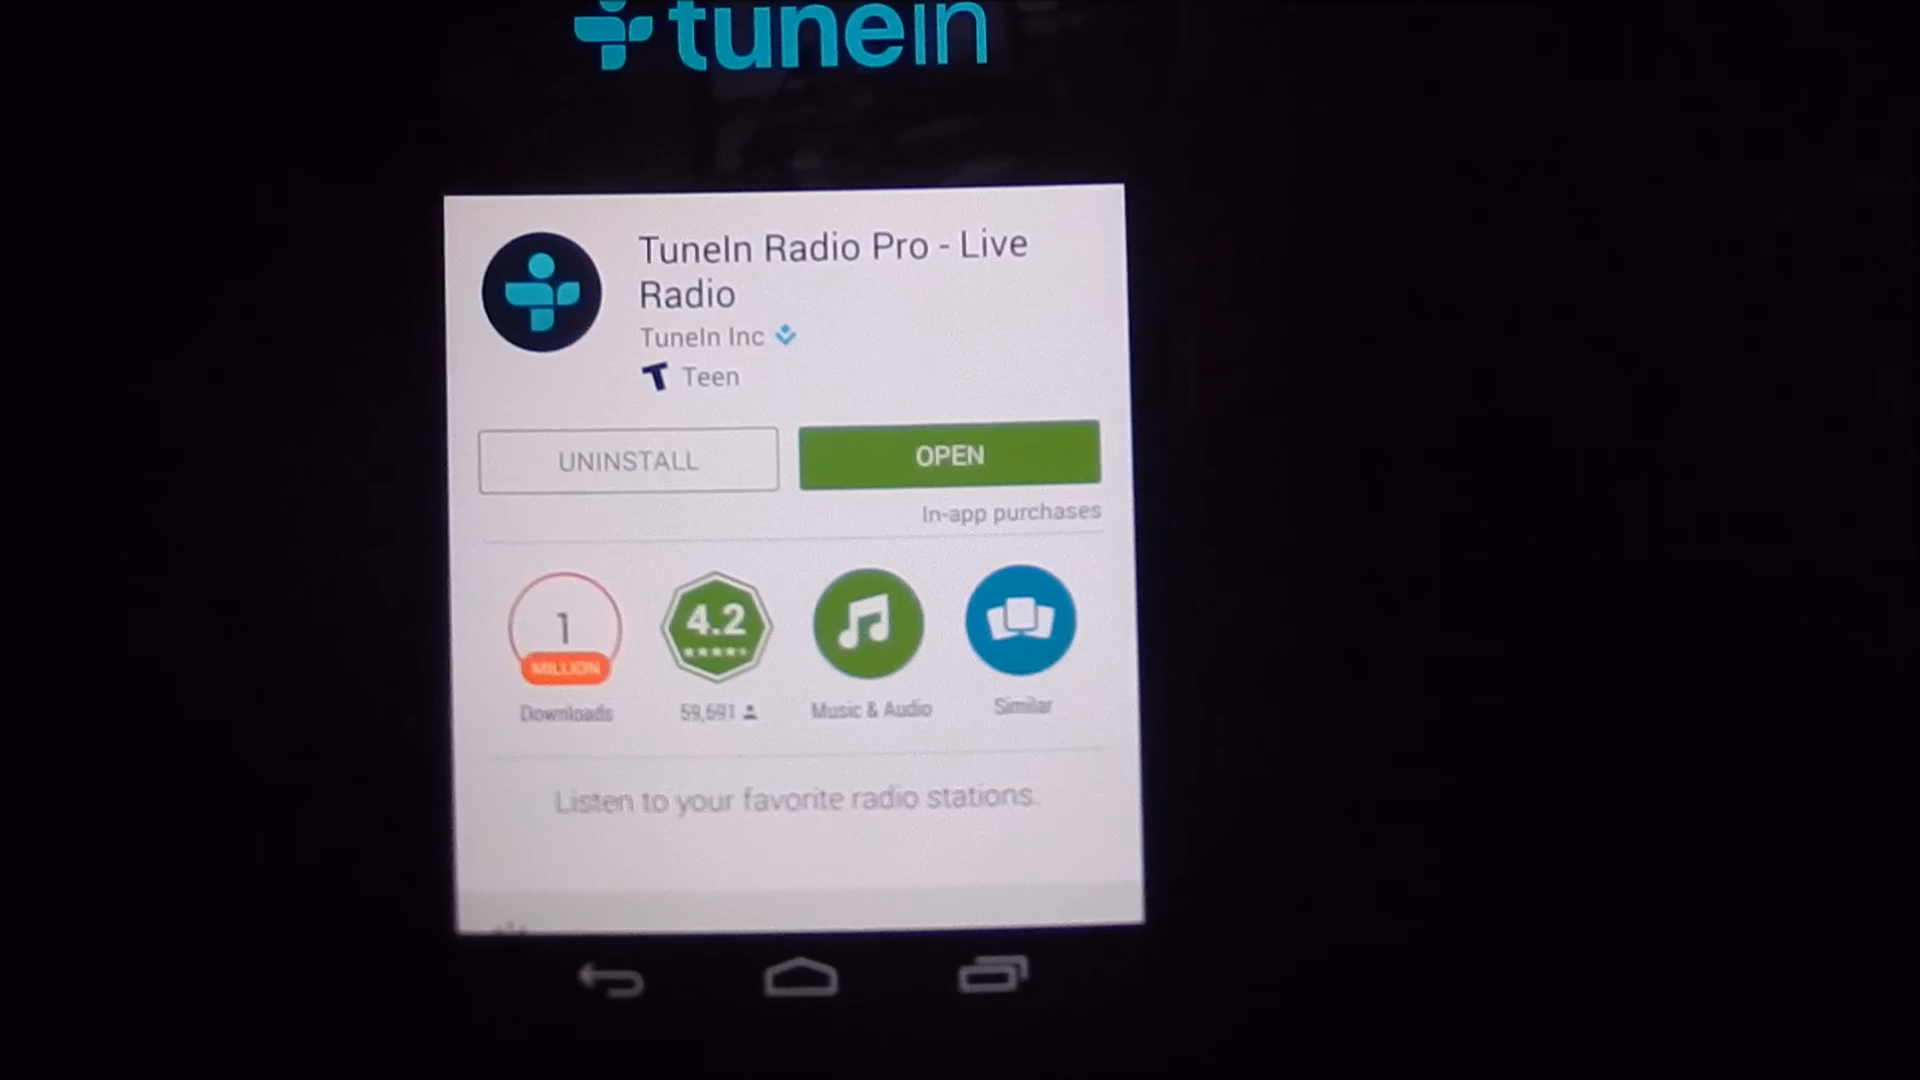 tunein
TuneIn Radio Pro - Live
Radio
TuneIn Inc
T Teen
UNINSTALL
OPEN
In-app purchases
1
MILLION
4.2
Downloads
59,691
Music & Audio
Similar
Listen to your favorite radio stations.